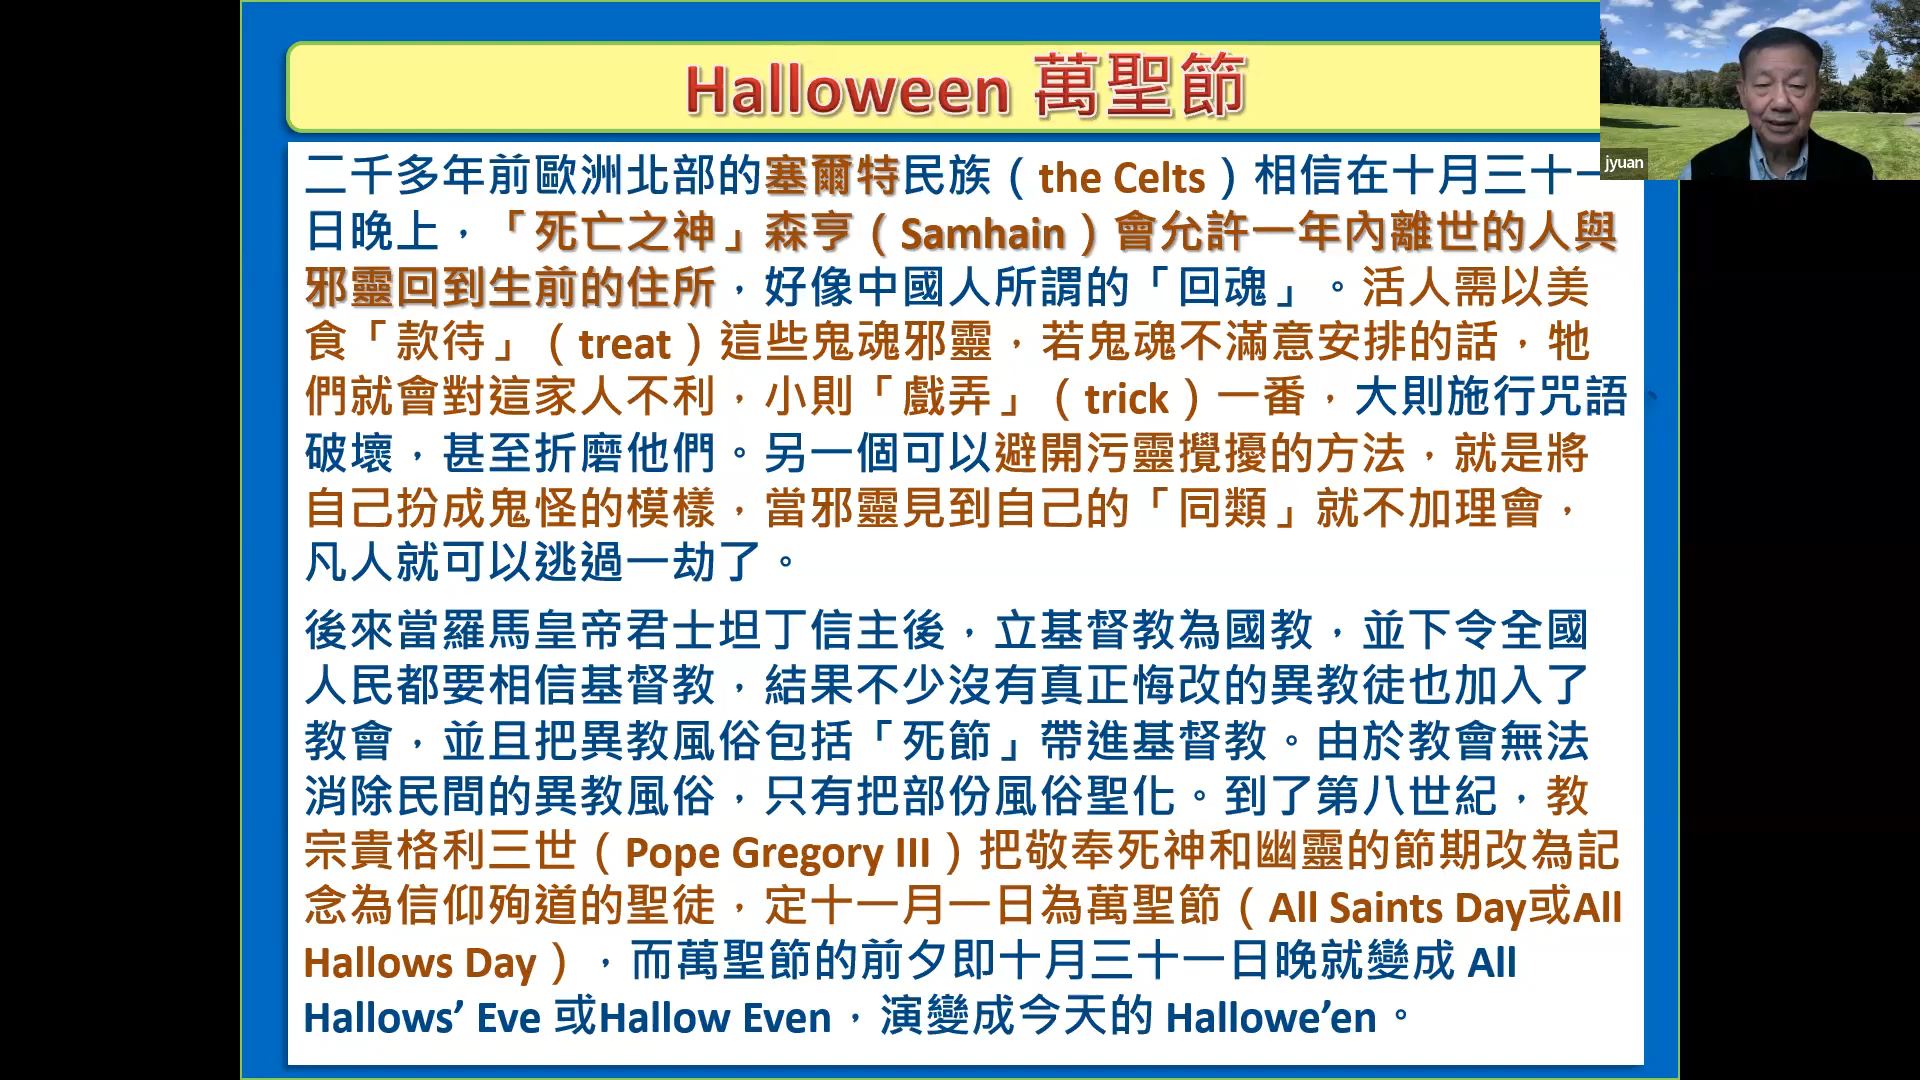 Halloween 萬聖節
jyuan
二千多年前歐洲北部的塞爾特民族（the Celts）相信在十月三十一
日晚上，「死亡之神」森亨（Samhain）會允許一年內離世的人與
邪靈回到生前的住所，好像中國人所謂的「回魂」。活人需以美
食「款待」（treat）這些鬼魂邪靈，若鬼魂不滿意安排的話，牠
們就會對這家人不利，小則「戲弄」（trick）一番，大則施行咒語、
破壞，甚至折磨他們。另一個可以避開污靈攪擾的方法，就是將
自己扮成鬼怪的模樣，當邪靈見到自己的「同類」就不加理會，
凡人就可以逃過一劫了。
後來當羅馬皇帝君士坦丁信主後，立基督教為國教，並下令全國
人民都要相信基督教，結果不少沒有真正悔改的異教徒也加入了
教會，並且把異教風俗包括「死節」帶進基督教。由於教會無法
消除民間的異教風俗，只有把部份風俗聖化。到了第八世紀，教
宗貴格利三世（Pope Gregory III）把敬奉死神和幽靈的節期改為記
念為信仰殉道的聖徒，定十一月一日為萬聖節（All Saints Day或All
Hallows Day），而萬聖節的前夕即十月三十一日晚就變成 All
Hallows’ Eve 或Hallow Even，演變成今天的 Hallowe’en。